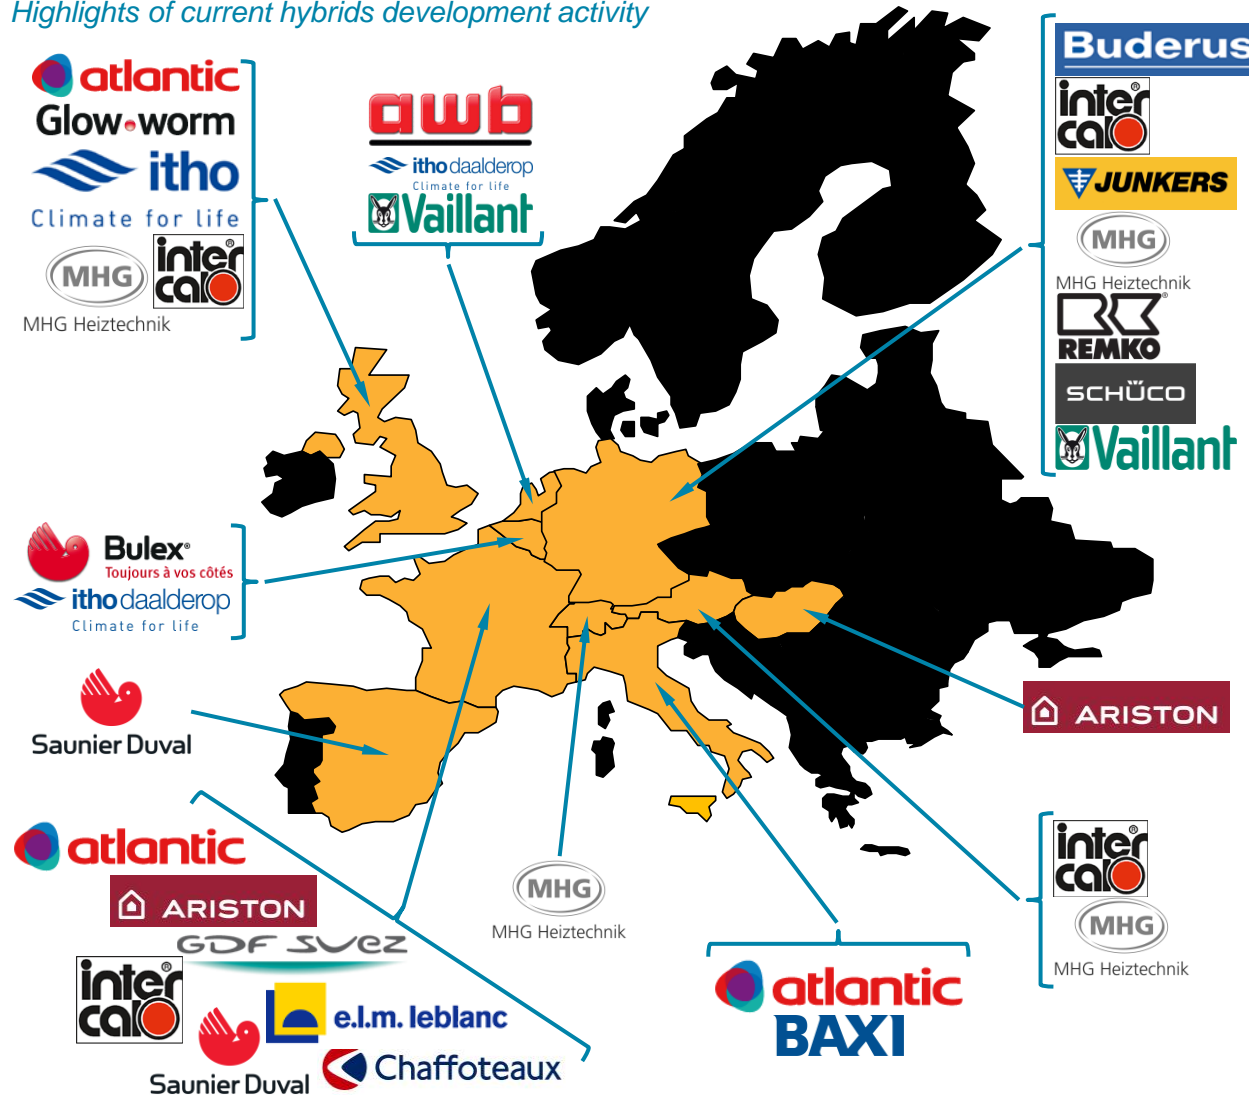 Highlights of current hybrids development activity
atlantic
Glow-worm
itho
Climate for life
MHG
MHG Heiztechnik
inter®
calo
awb
itho daalderop
Climate for life
Vaillant
Buderus
inter®
calo
JUNKERS
MHG
MHG Heiztechnik
®
REMKO
SCHÜCO
Vaillant
Bulex®
Toujours à vos côtés
itho daalderop
Climate for life
Saunier Duval
ARISTON
atlantic
ARISTON
GDF SUEZ
inter®
calo
e.l.m. leblanc
Saunier Duval
Chaffoteaux
MHG
MHG Heiztechnik
atlantic
BAXI
inter®
calo
MHG
MHG Heiztechnik